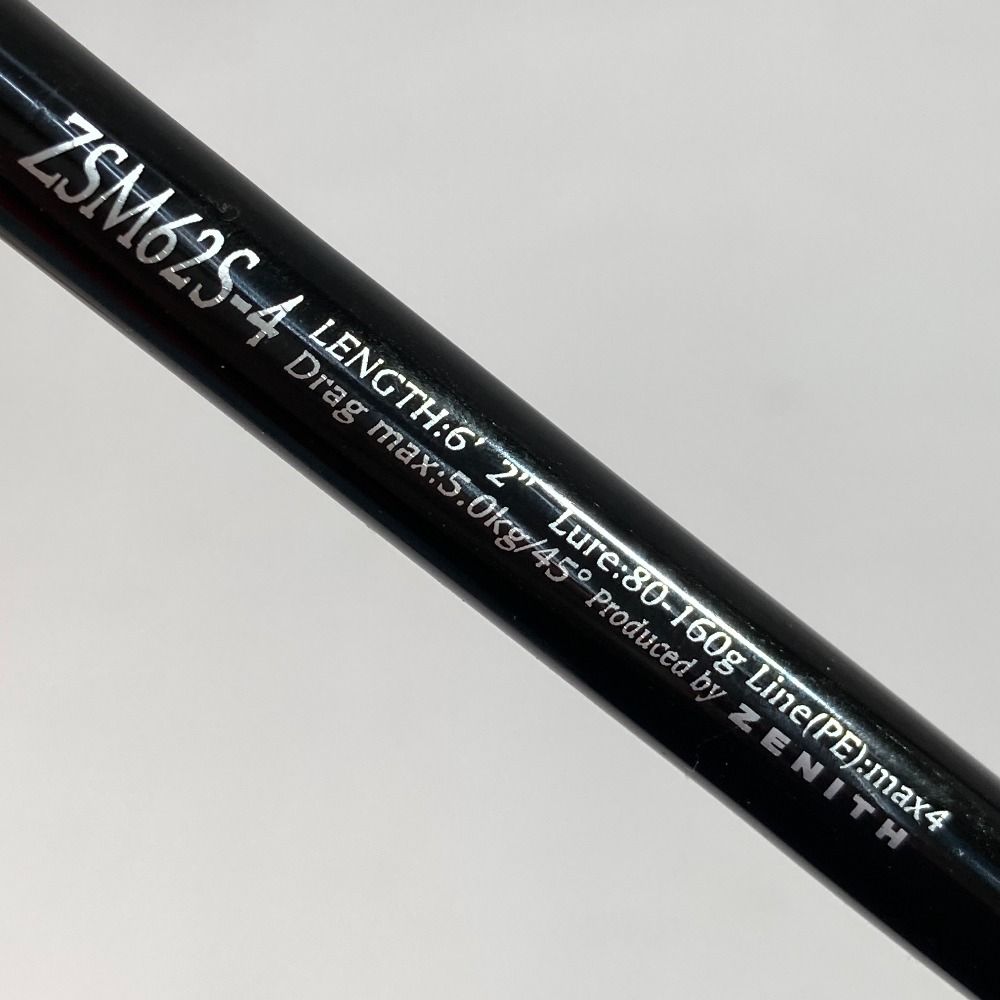 ZSM62S-4
LENGTH:6' 2" Lure:80-160g Line(PE):max4
Drag max:5.0kg/45° Produced by ZENITH